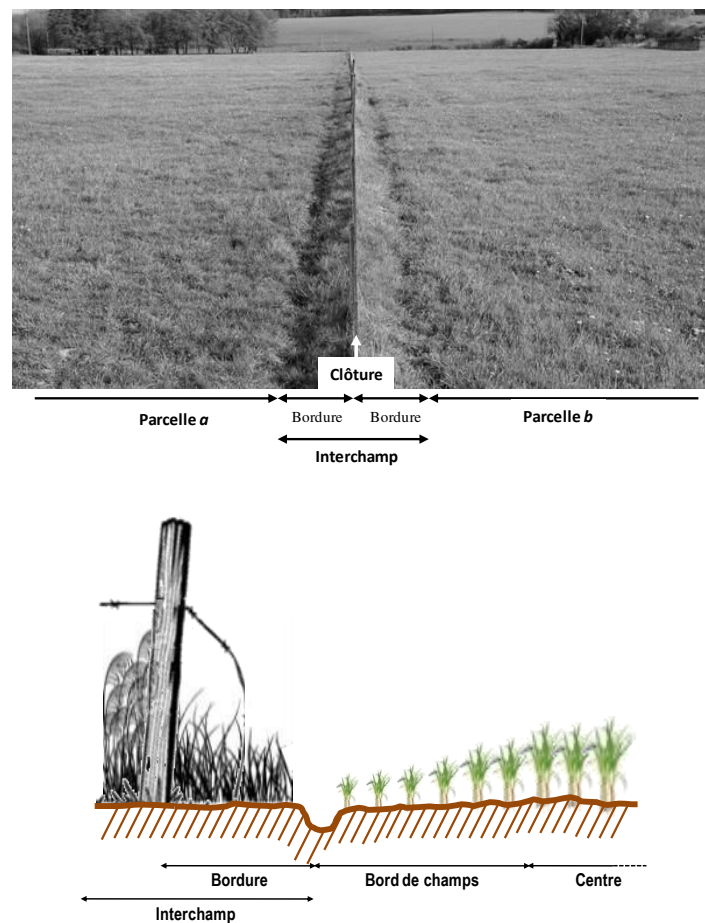 Clôture
Bordure Bordure
Parcelle a Parcelle b
Interchamp
Bordure Bord de champs Centre
Interchamp